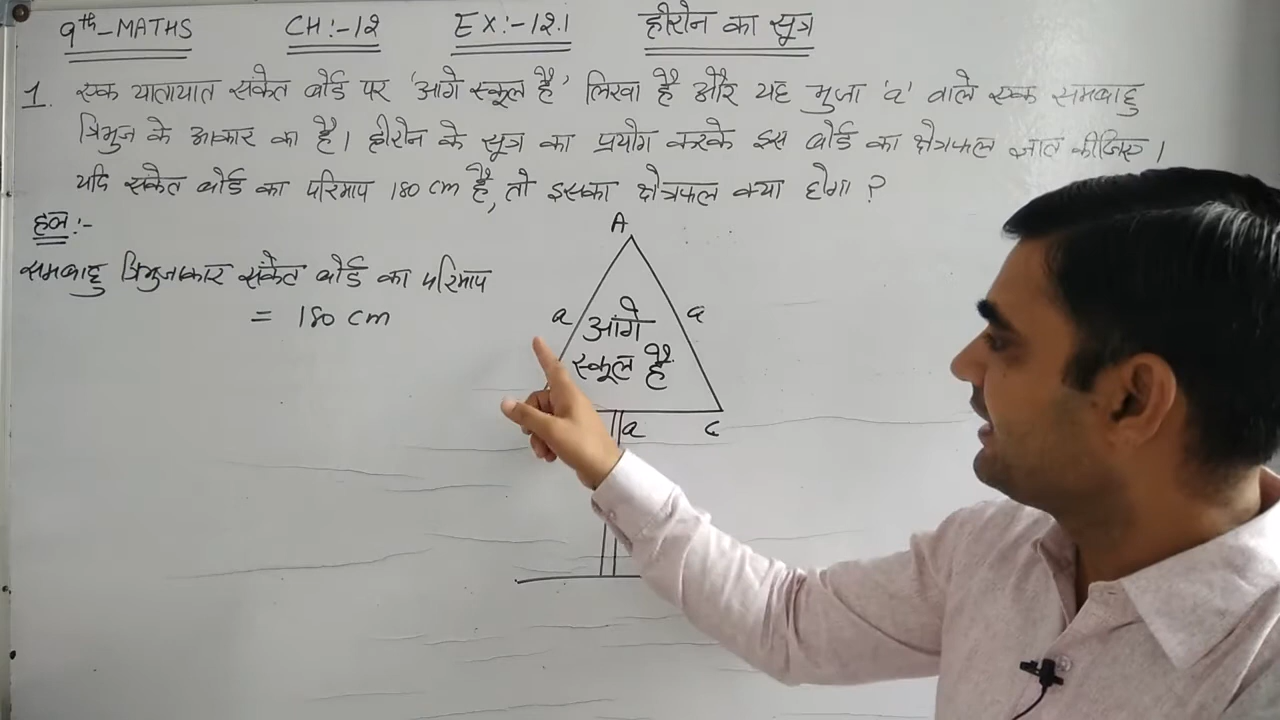 9th-MATHS CH:-12 EX:-12.1 हीरोन का सूत्र
1. एक यातायात संकेत बोर्ड पर 'आगे स्कूल है' लिखा है और यह भुजा 'a' वाले एक समबाहु
त्रिभुज के आकार का है। हीरोन के सूत्र का प्रयोग करके इस बोर्ड का क्षेत्रफल ज्ञात कीजिए।
यदि संकेत बोर्ड का परिमाप 180 cm है, तो इसका क्षेत्रफल क्या होगा ?
हल:-
समबाहु त्रिभुजाकार संकेत बोर्ड का परिमाप
= 180 cm
A
a a
आगे
स्कूल है
a C